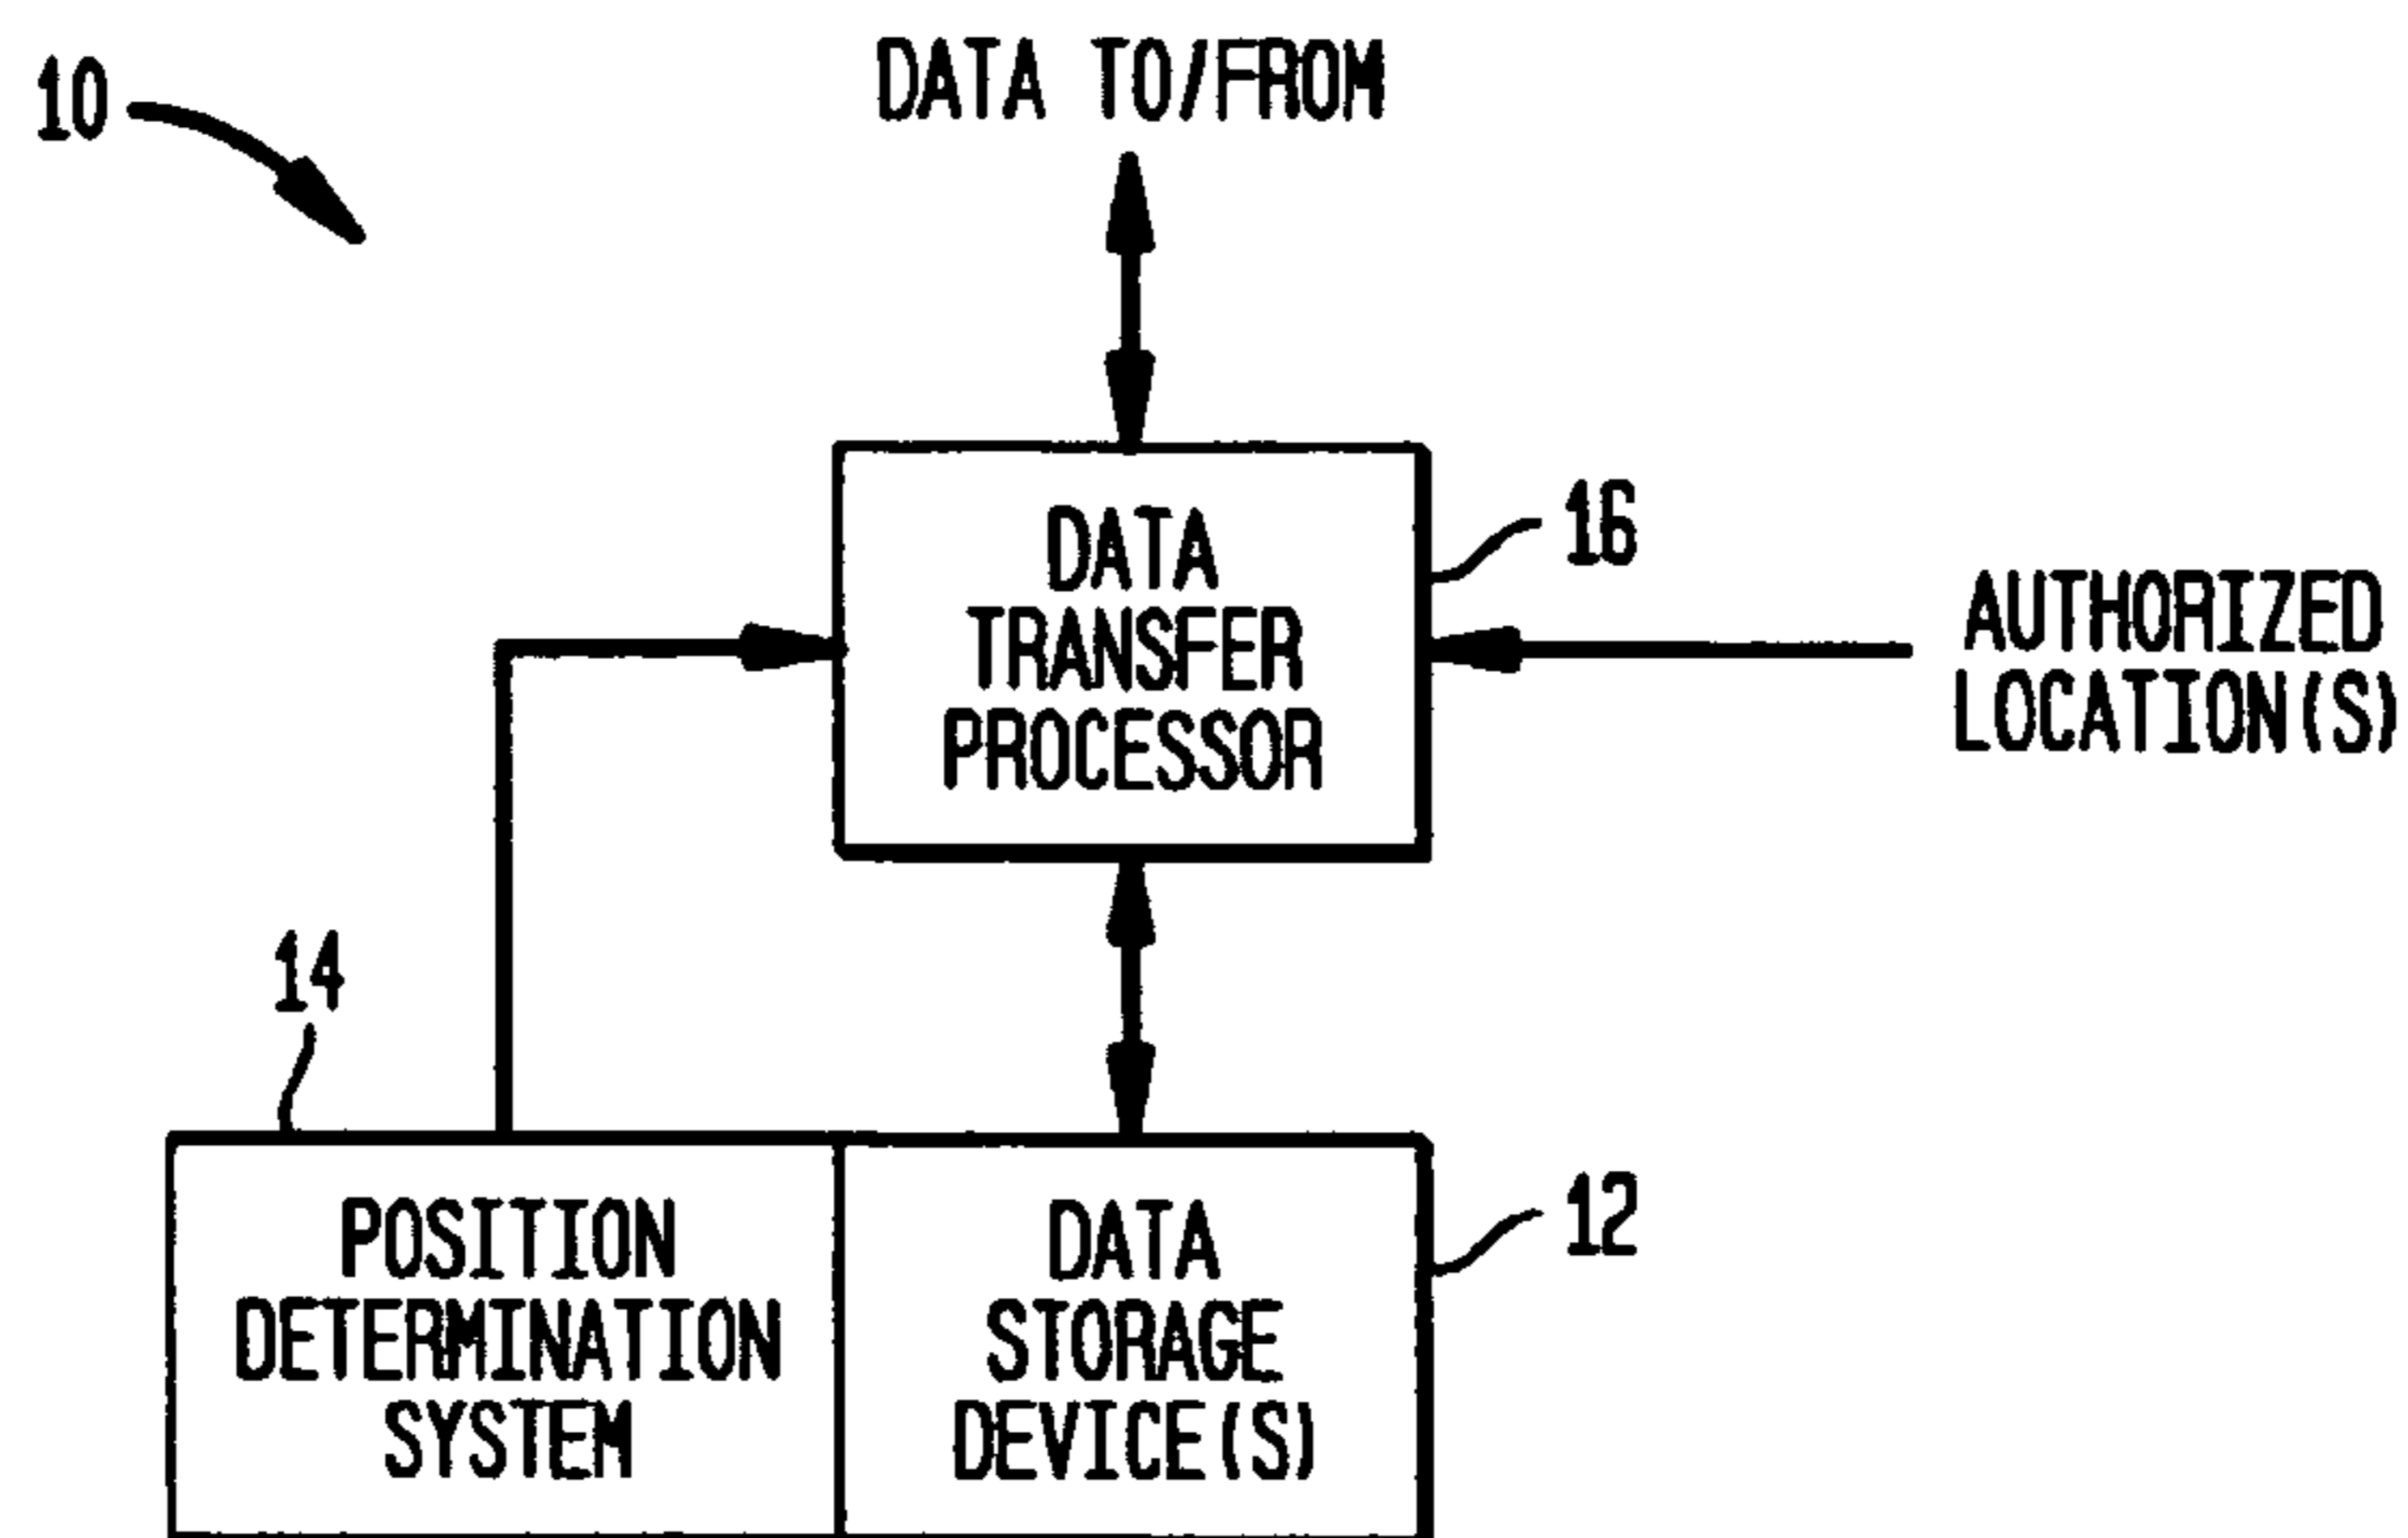 10
DATA TO/FROM
DATA
TRANSFER
PROCESSOR
16
AUTHORIZED
LOCATION(S)
14
POSITION
DETERMINATION
SYSTEM
DATA
STORAGE
DEVICE(S)
12